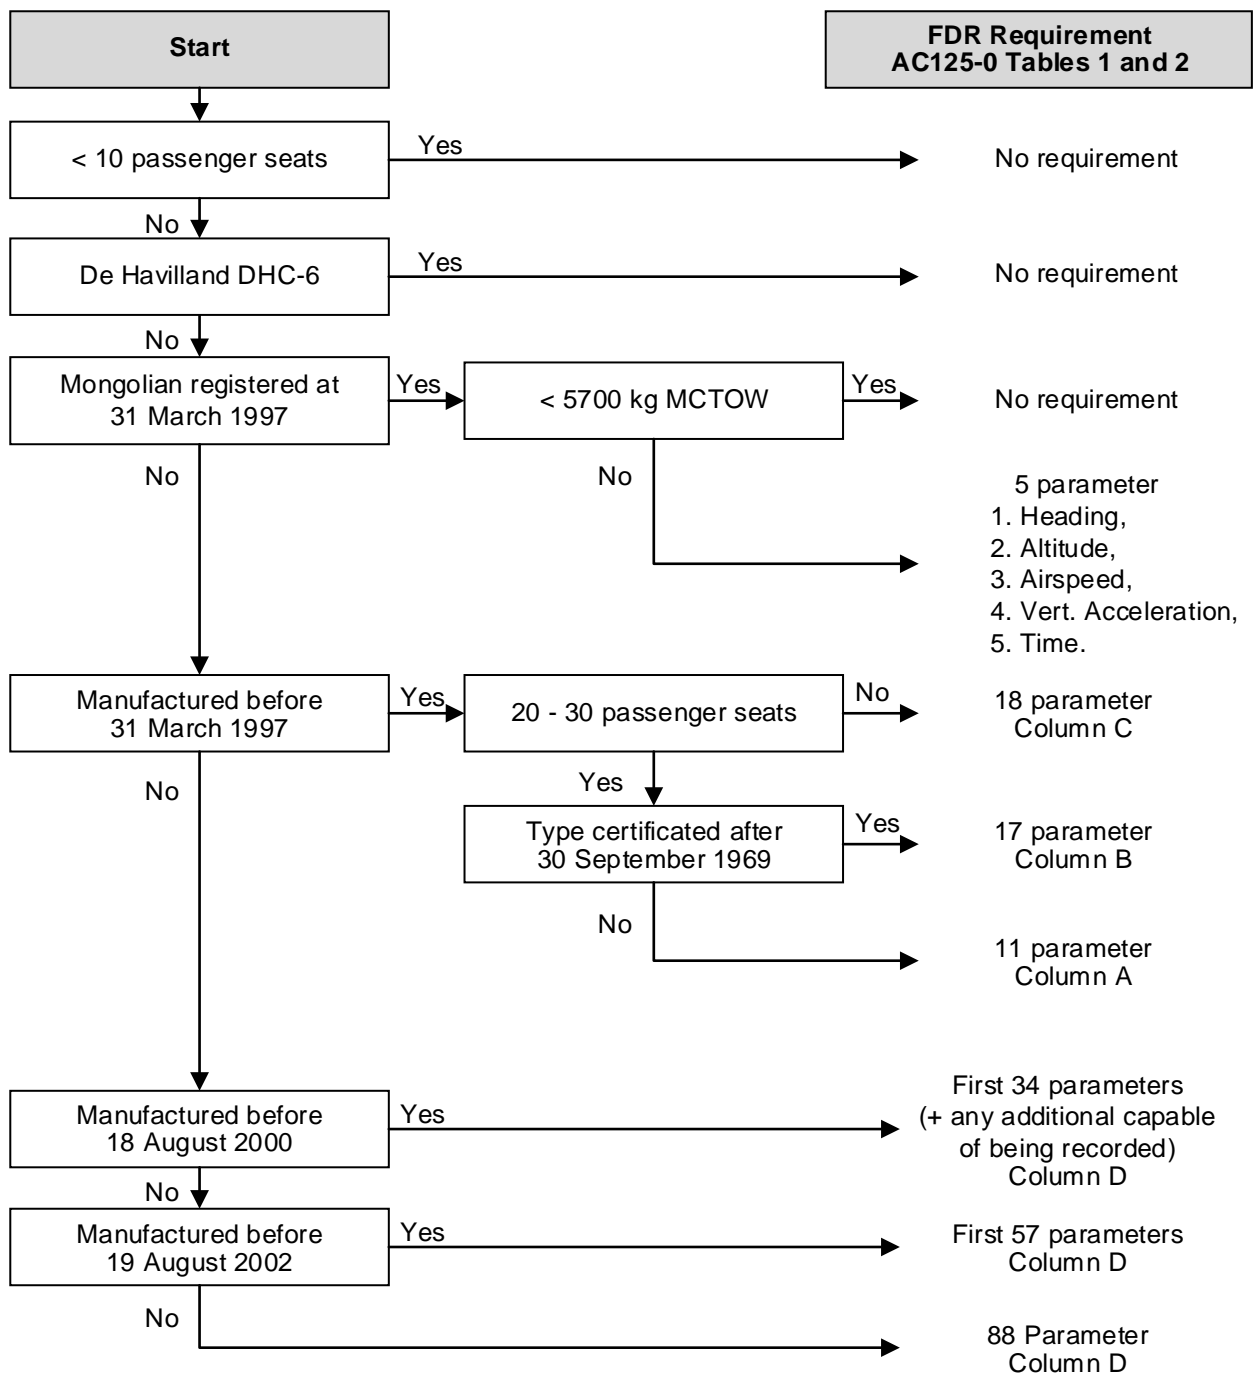 Start
FDR Requirement
AC125-0 Tables 1 and 2
< 10 passenger seats
Yes
No requirement
No
De Havilland DHC-6
Yes
No requirement
No
Mongolian registered at
31 March 1997
Yes
< 5700 kg MCTOW
Yes
No requirement
No
No
5 parameter
1. Heading,
2. Altitude,
3. Airspeed,
4. Vert. Acceleration,
5. Time.
Manufactured before
31 March 1997
Yes
20 - 30 passenger seats
No
18 parameter
Column C
No
Yes
Type certificated after
30 September 1969
Yes
17 parameter
Column B
No
11 parameter
Column A
Manufactured before
18 August 2000
Yes
First 34 parameters
(+ any additional capable
of being recorded)
Column D
No
Manufactured before
19 August 2002
Yes
First 57 parameters
Column D
No
88 Parameter
Column D